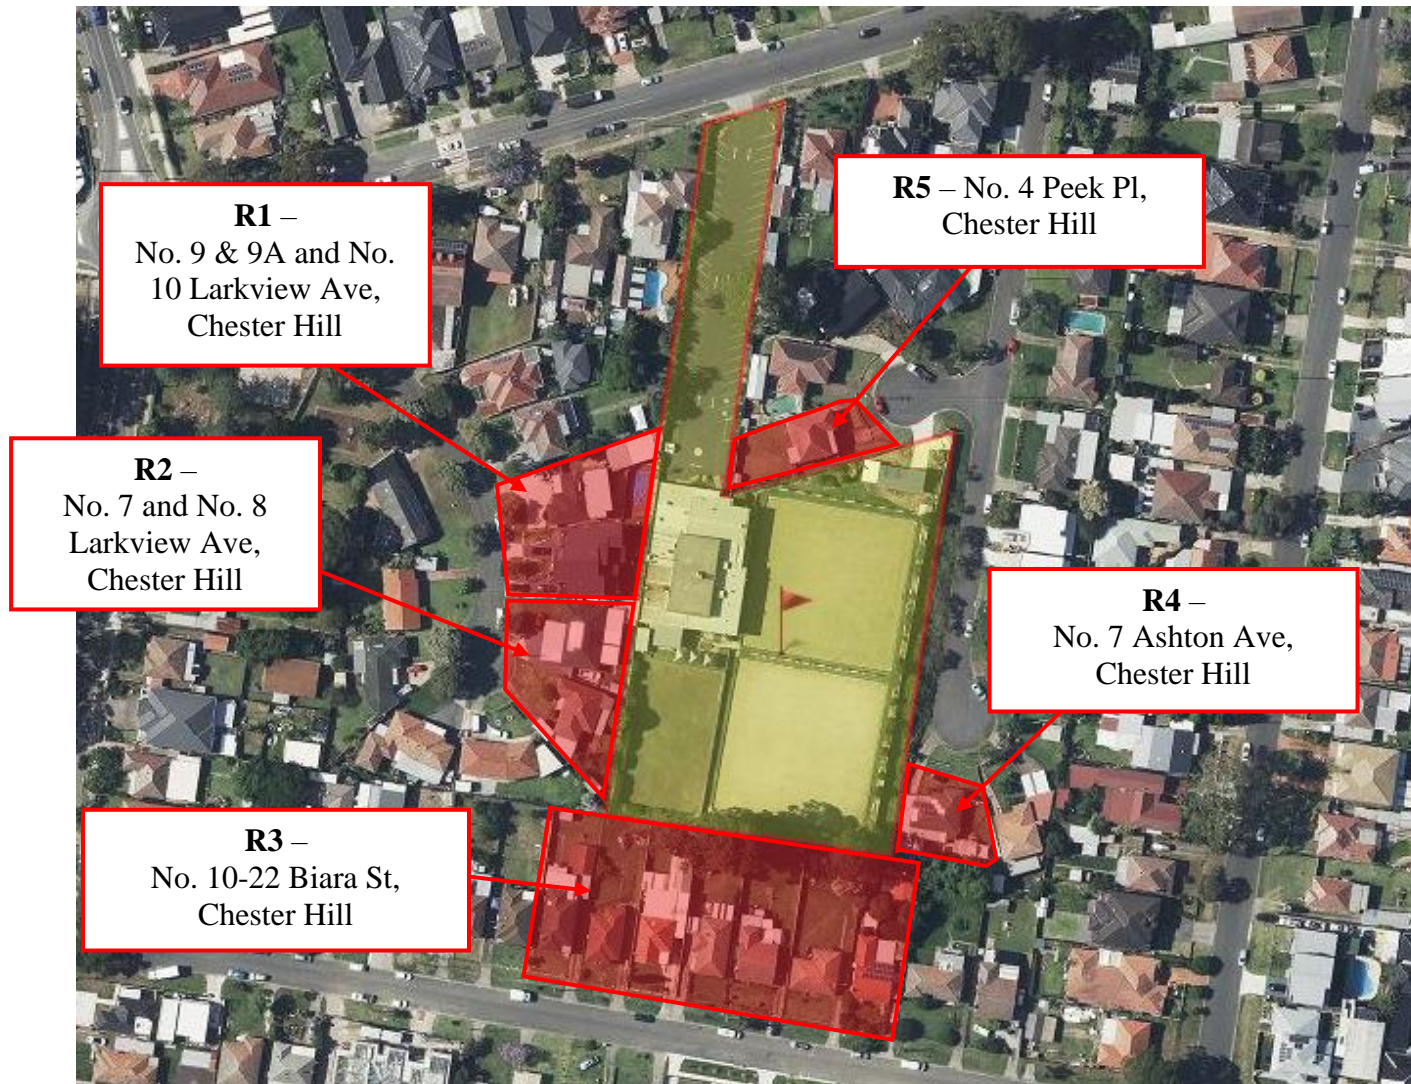 R1 –
No. 9 & 9A and No.
10 Larkview Ave,
Chester Hill
R5 – No. 4 Peek Pl,
Chester Hill
R2 –
No. 7 and No. 8
Larkview Ave,
Chester Hill
R4 –
No. 7 Ashton Ave,
Chester Hill
R3 –
No. 10-22 Biara St,
Chester Hill